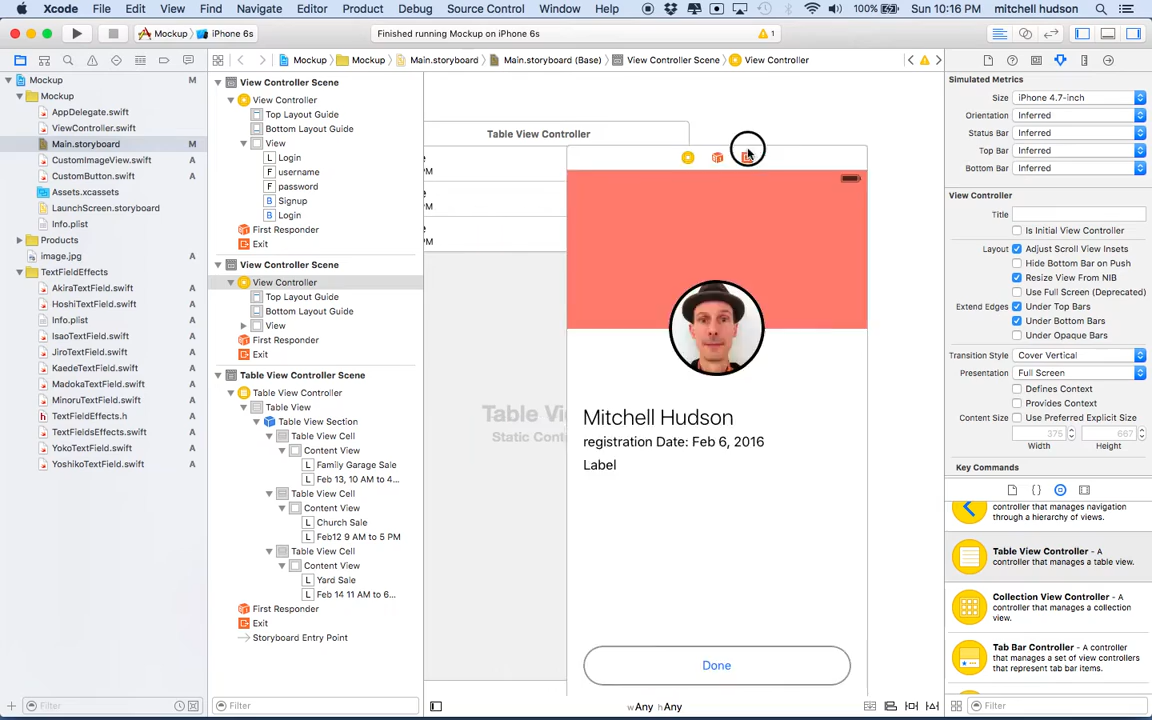 Xcode File Edit View Find Navigate Editor Product Debug Source Control Window Help 100% Sun 10:16 PM mitchell hudson
Mockup iPhone 6s Finished running Mockup on iPhone 6s 1
Mockup Mockup Main.storyboard Main.storyboard (Base) View Controller Scene View Controller
Mockup M
Mockup
AppDelegate.swift
ViewController.swift
Main.storyboard M
CustomImageView.swift A
CustomButton.swift A
Assets.xcassets
LaunchScreen.storyboard
Info.plist
Products
image.jpg A
TextFieldEffects
AkiraTextField.swift A
HoshiTextField.swift A
Info.plist A
IsaoTextField.swift A
JiroTextField.swift A
KaedeTextField.swift A
MadokaTextField.swift A
MinoruTextField.swift A
TextFieldEffects.h A
TextFieldsEffects.swift A
YokoTextField.swift A
YoshikoTextField.swift A
Filter
View Controller Scene
View Controller
Top Layout Guide
Bottom Layout Guide
View
L Login
F username
F password
B Signup
B Login
First Responder
Exit
View Controller Scene
View Controller
Top Layout Guide
Bottom Layout Guide
View
First Responder
Exit
Table View Controller Scene
Table View Controller
Table View
Table View Section
Table View Cell
Content View
L Family Garage Sale
L Feb 13, 10 AM to 4...
Table View Cell
Content View
L Church Sale
L Feb12 9 AM to 5 PM
Table View Cell
Content View
L Yard Sale
L Feb 14 11 AM to 6...
First Responder
Exit
Storyboard Entry Point
Filter
Table View Controller
e
PM
e
PM
e
PM
Table Vi
Static Cont
Mitchell Hudson
registration Date: Feb 6, 2016
Label
Done
wAny hAny
Simulated Metrics
Size iPhone 4.7-inch
Orientation Inferred
Status Bar Inferred
Top Bar Inferred
Bottom Bar Inferred
View Controller
Title
Is Initial View Controller
Layout Adjust Scroll View Insets
Hide Bottom Bar on Push
Resize View From NIB
Use Full Screen (Deprecated)
Extend Edges Under Top Bars
Under Bottom Bars
Under Opaque Bars
Transition Style Cover Vertical
Presentation Full Screen
Defines Context
Provides Context
Content Size Use Preferred Explicit Size
375 667
Width Height
Key Commands
controller that manages navigation
through a hierarchy of views.
Table View Controller - A
controller that manages a table view.
Collection View Controller - A
controller that manages a collection
view.
Tab Bar Controller - A controller
that manages a set of view controllers
that represent tab bar items.
Filter